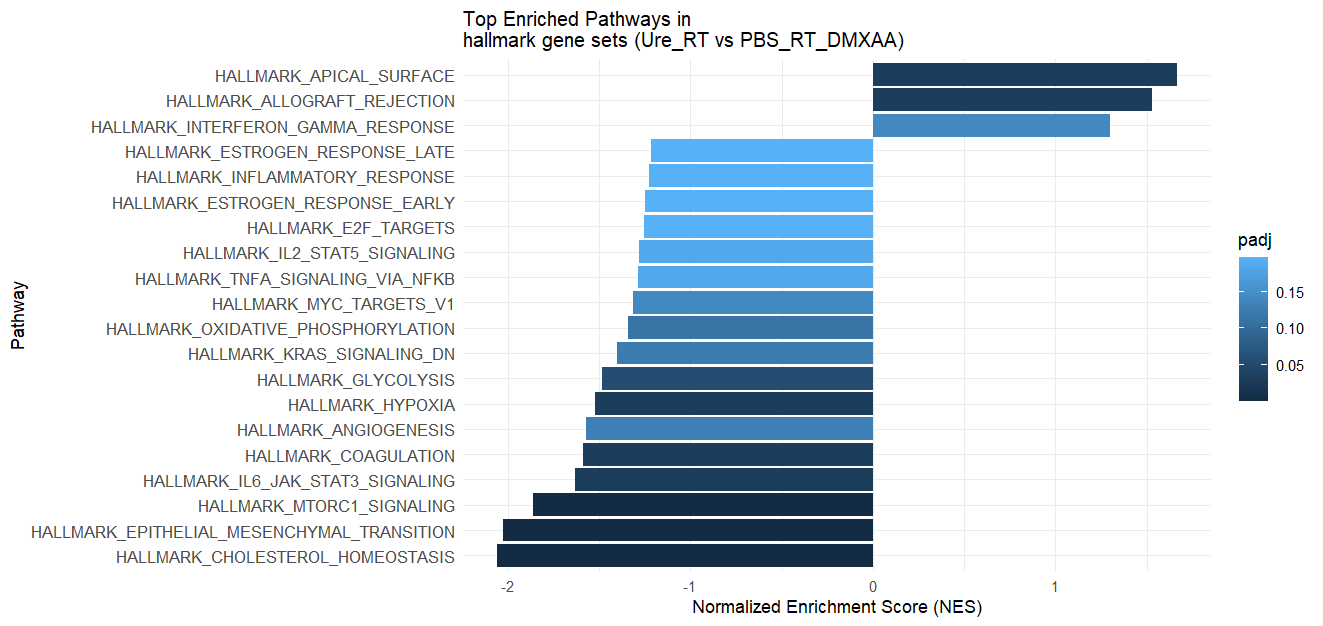 Top Enriched Pathways in
hallmark gene sets (Ure_RT vs PBS_RT_DMXAA)
HALLMARK_APICAL_SURFACE
HALLMARK_ALLOGRAFT_REJECTION
HALLMARK_INTERFERON_GAMMA_RESPONSE
HALLMARK_ESTROGEN_RESPONSE_LATE
HALLMARK_INFLAMMATORY_RESPONSE
HALLMARK_ESTROGEN_RESPONSE_EARLY
HALLMARK_E2F_TARGETS
HALLMARK_IL2_STAT5_SIGNALING
HALLMARK_TNFA_SIGNALING_VIA_NFKB
HALLMARK_MYC_TARGETS_V1
HALLMARK_OXIDATIVE_PHOSPHORYLATION
HALLMARK_KRAS_SIGNALING_DN
HALLMARK_GLYCOLYSIS
HALLMARK_HYPOXIA
HALLMARK_ANGIOGENESIS
HALLMARK_COAGULATION
HALLMARK_IL6_JAK_STAT3_SIGNALING
HALLMARK_MTORC1_SIGNALING
HALLMARK_EPITHELIAL_MESENCHYMAL_TRANSITION
HALLMARK_CHOLESTEROL_HOMEOSTASIS
Pathway
-2 -1 0 1
Normalized Enrichment Score (NES)
padj
0.15
0.10
0.05